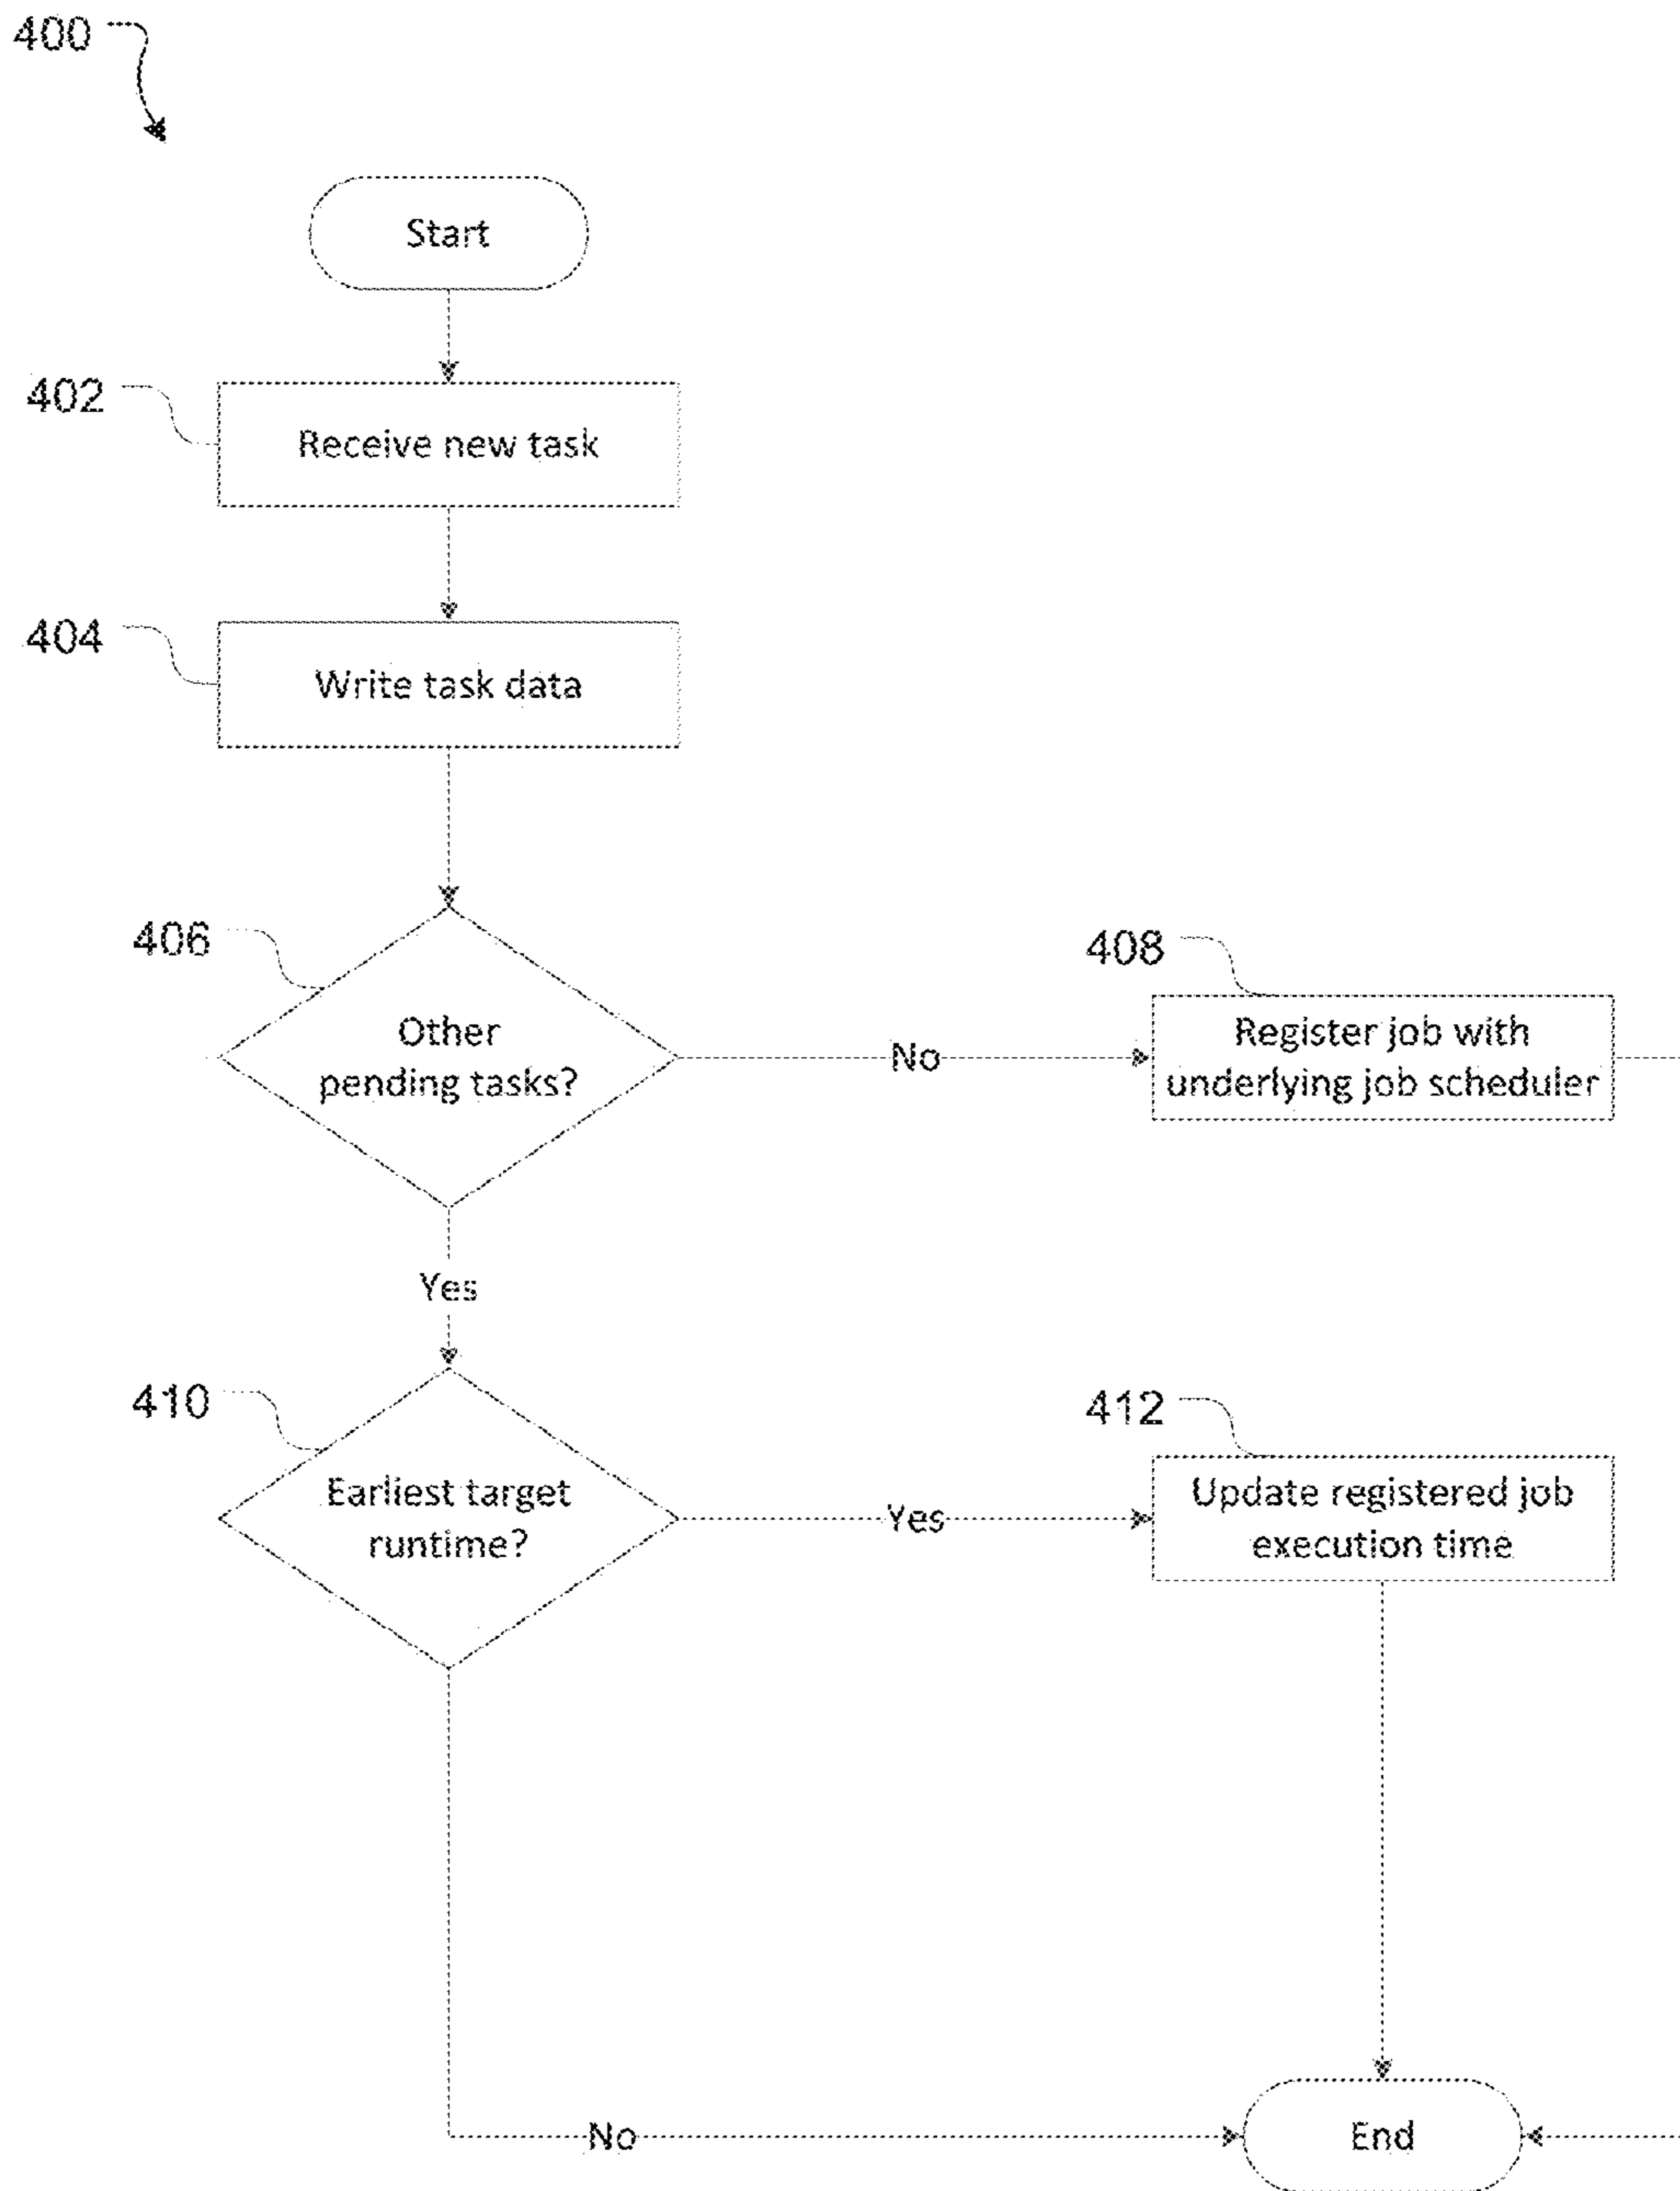 400
Start
402
Receive new task
404
Write task data
406
Other
pending tasks?
No
408
Register job with
underlying job scheduler
Yes
410
Earliest target
runtime?
Yes
412
Update registered job
execution time
No
End